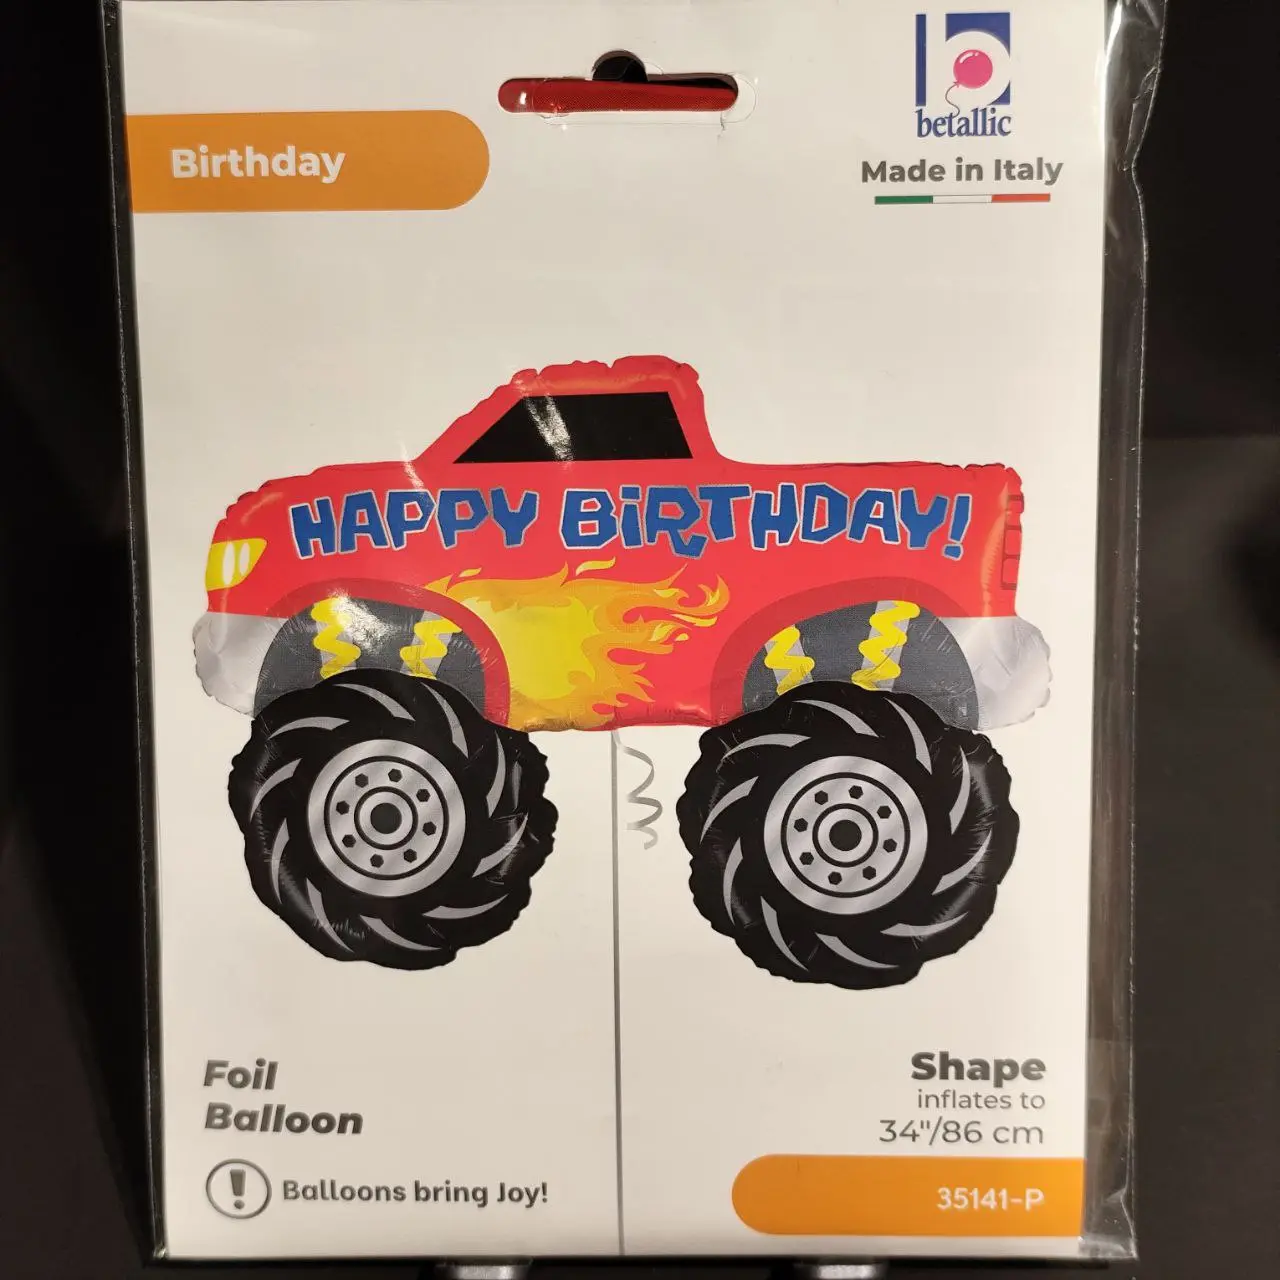 betallic
Made in Italy
Birthday
HAPPY BiRTHDAY!
Foil
Balloon
Balloons bring Joy!
Shape
inflates to
34"/86 cm
35141-P